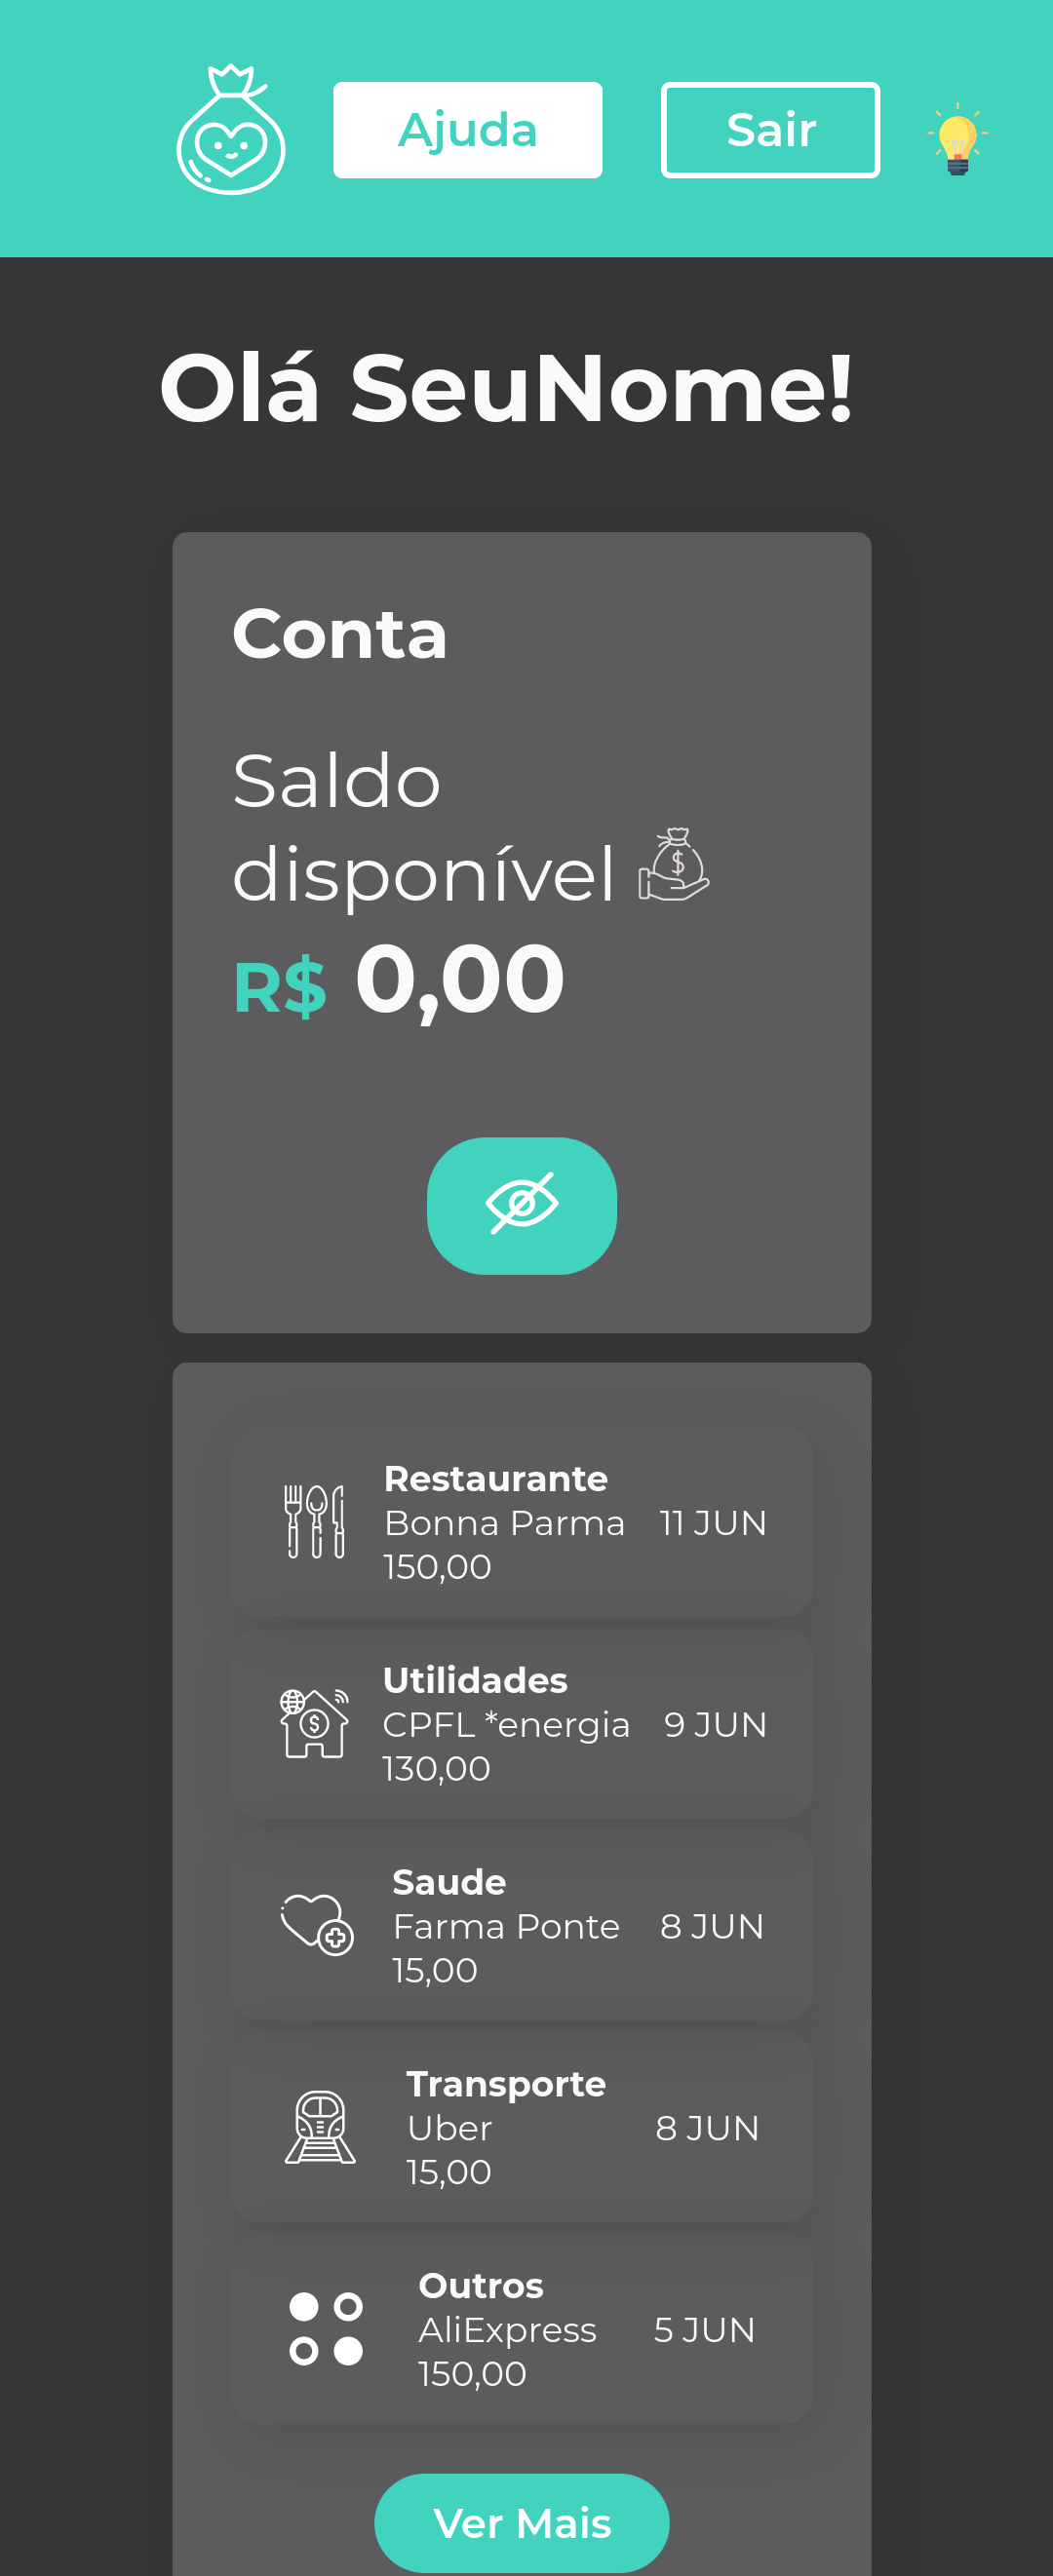 Ajuda
Sair
Olá SeuNome!
Conta
Saldo
disponível
R$ 0,00
Restaurante
Bonna Parma 11 JUN
150,00
Utilidades
CPFL *energia 9 JUN
130,00
Saude
Farma Ponte 8 JUN
15,00
Transporte
Uber 8 JUN
15,00
Outros
AliExpress 5 JUN
150,00
Ver Mais